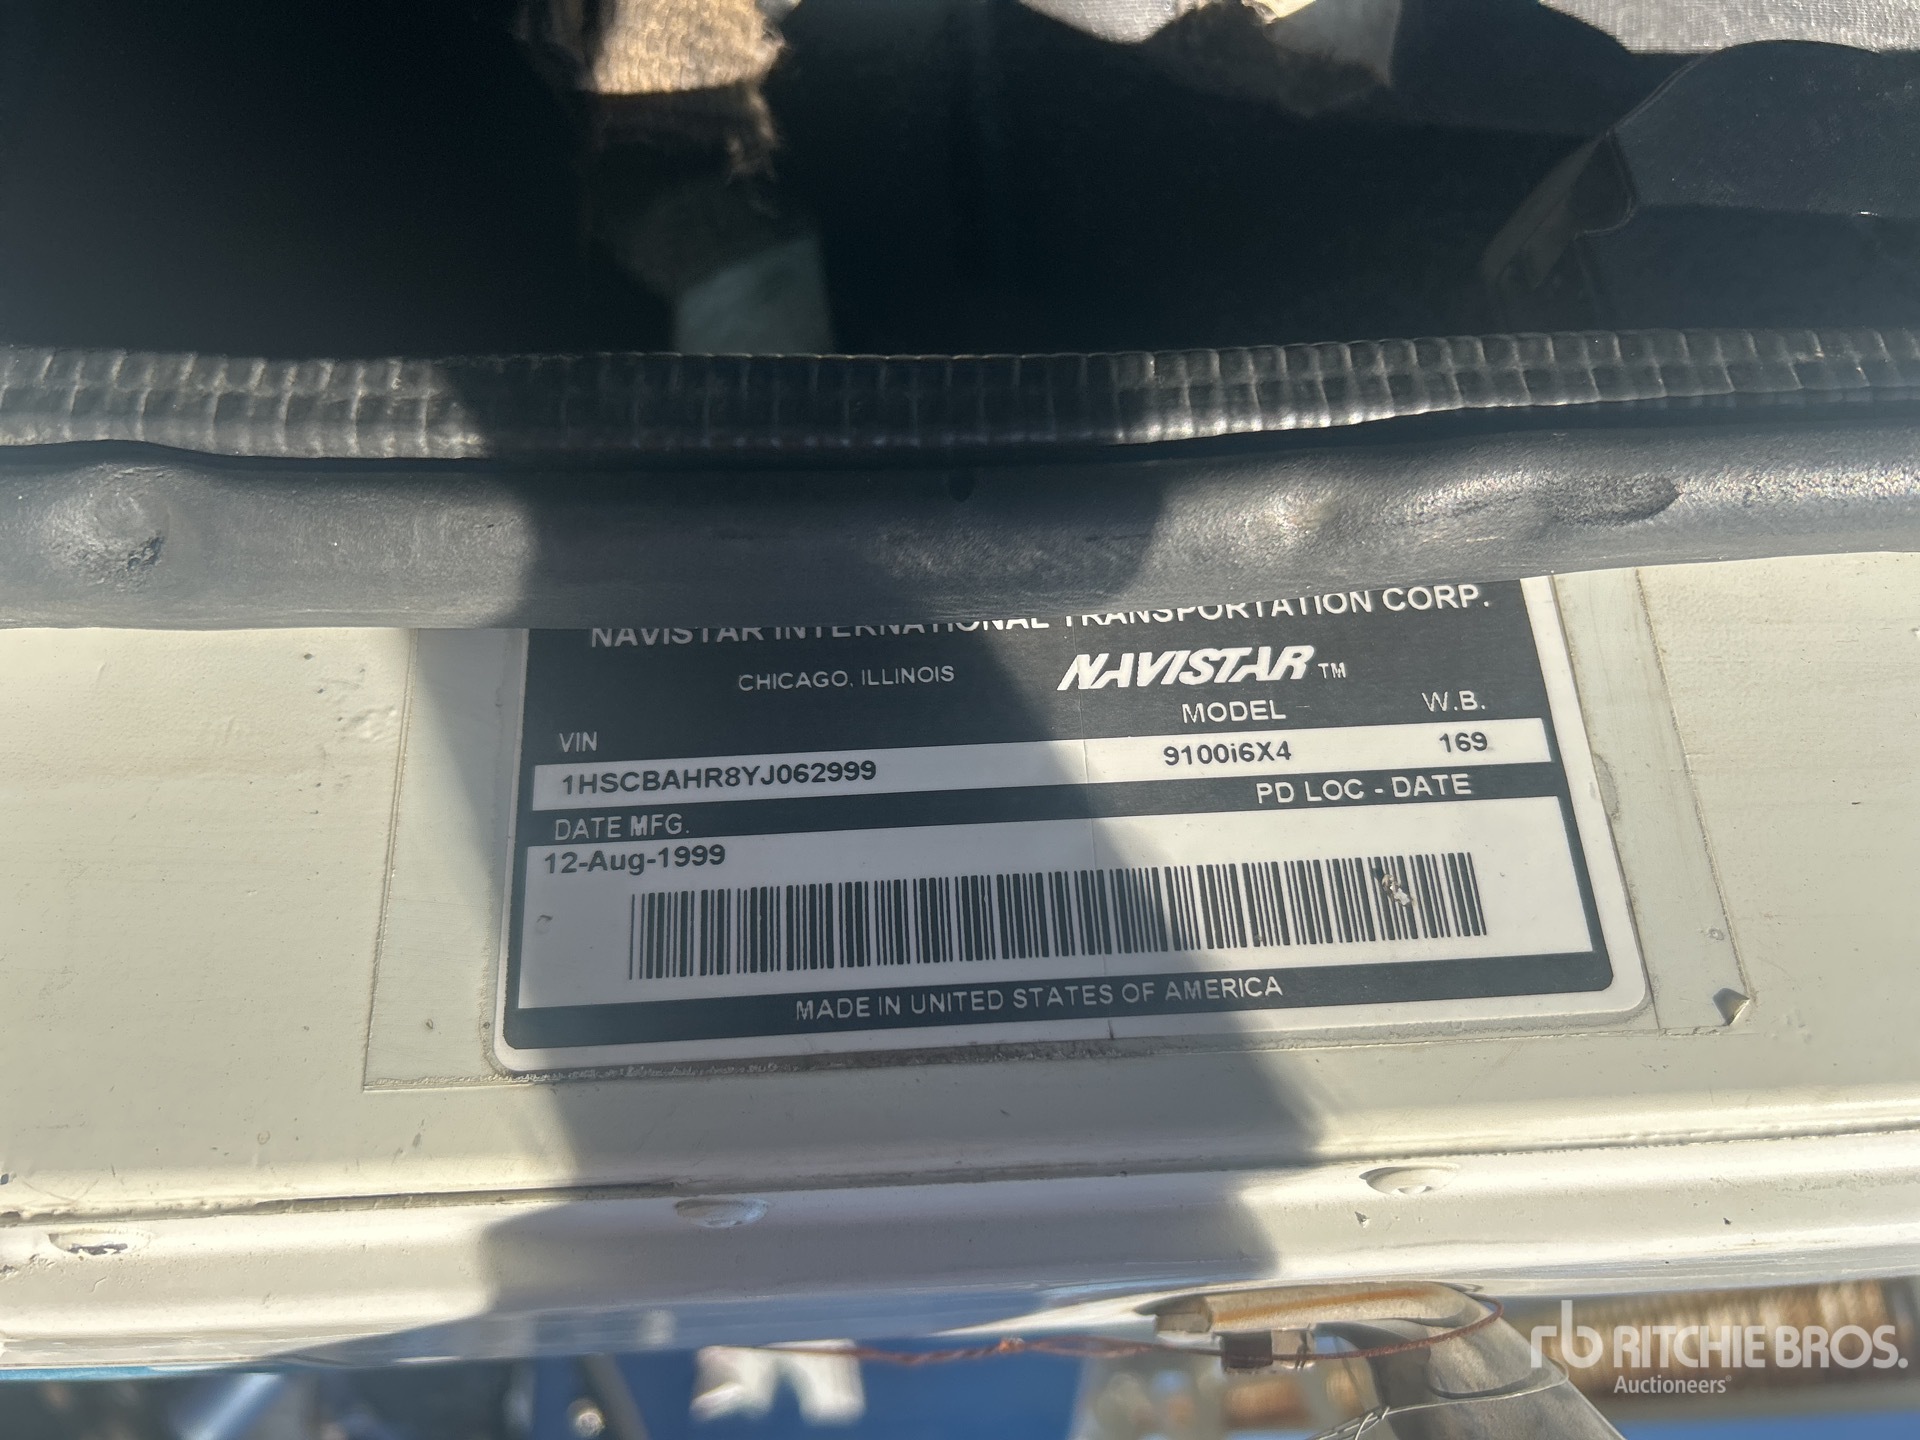 NAVISTAR INTERNATIONAL TRANSPORTATION CORP.
CHICAGO, ILLINOIS NAVISTAR TM
VIN MODEL W.B.
1HSCBAHR8YJ062999 9100i6X4 169
DATE MFG. PD LOC - DATE
12-Aug-1999
MADE IN UNITED STATES OF AMERICA
rb RITCHIE BROS.
Auctioneers